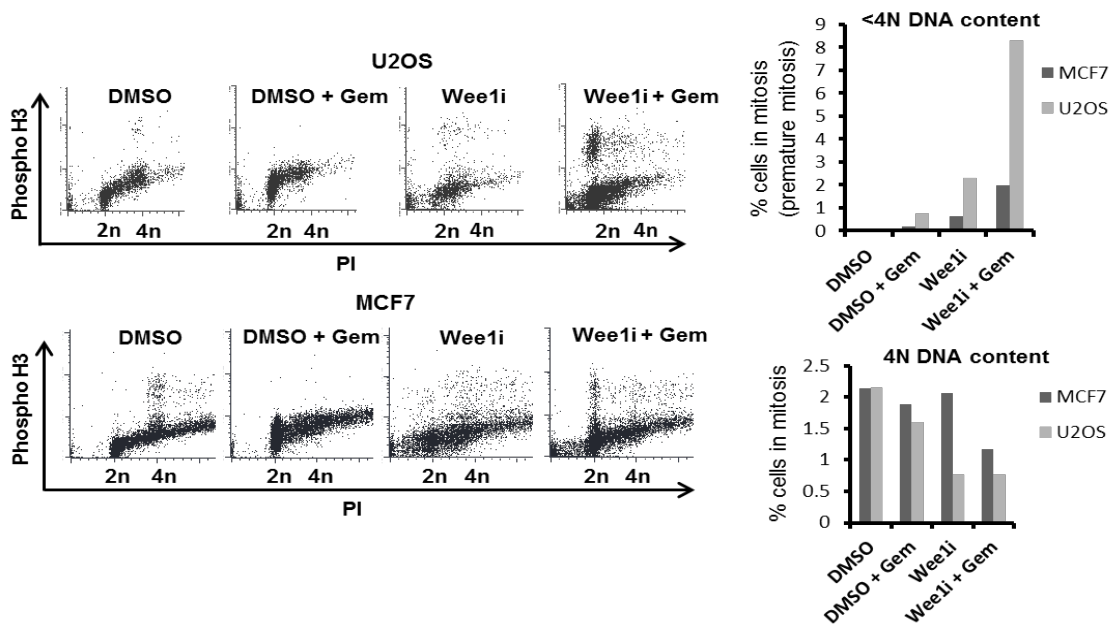 U2OS
Phospho H3
DMSO
DMSO + Gem
Wee1i
Wee1i + Gem
2n 4n
2n 4n
2n 4n
2n 4n
PI
MCF7
Phospho H3
DMSO
DMSO + Gem
Wee1i
Wee1i + Gem
2n 4n
2n 4n
2n 4n
2n 4n
PI
<4N DNA content
% cells in mitosis
(premature mitosis)
9
8
7
6
5
4
3
2
1
0
MCF7
U2OS
DMSO
DMSO + Gem
Wee1i
Wee1i + Gem
4N DNA content
% cells in mitosis
2.5
2
1.5
1
0.5
0
MCF7
U2OS
DMSO
DMSO + Gem
Wee1i
Wee1i + Gem